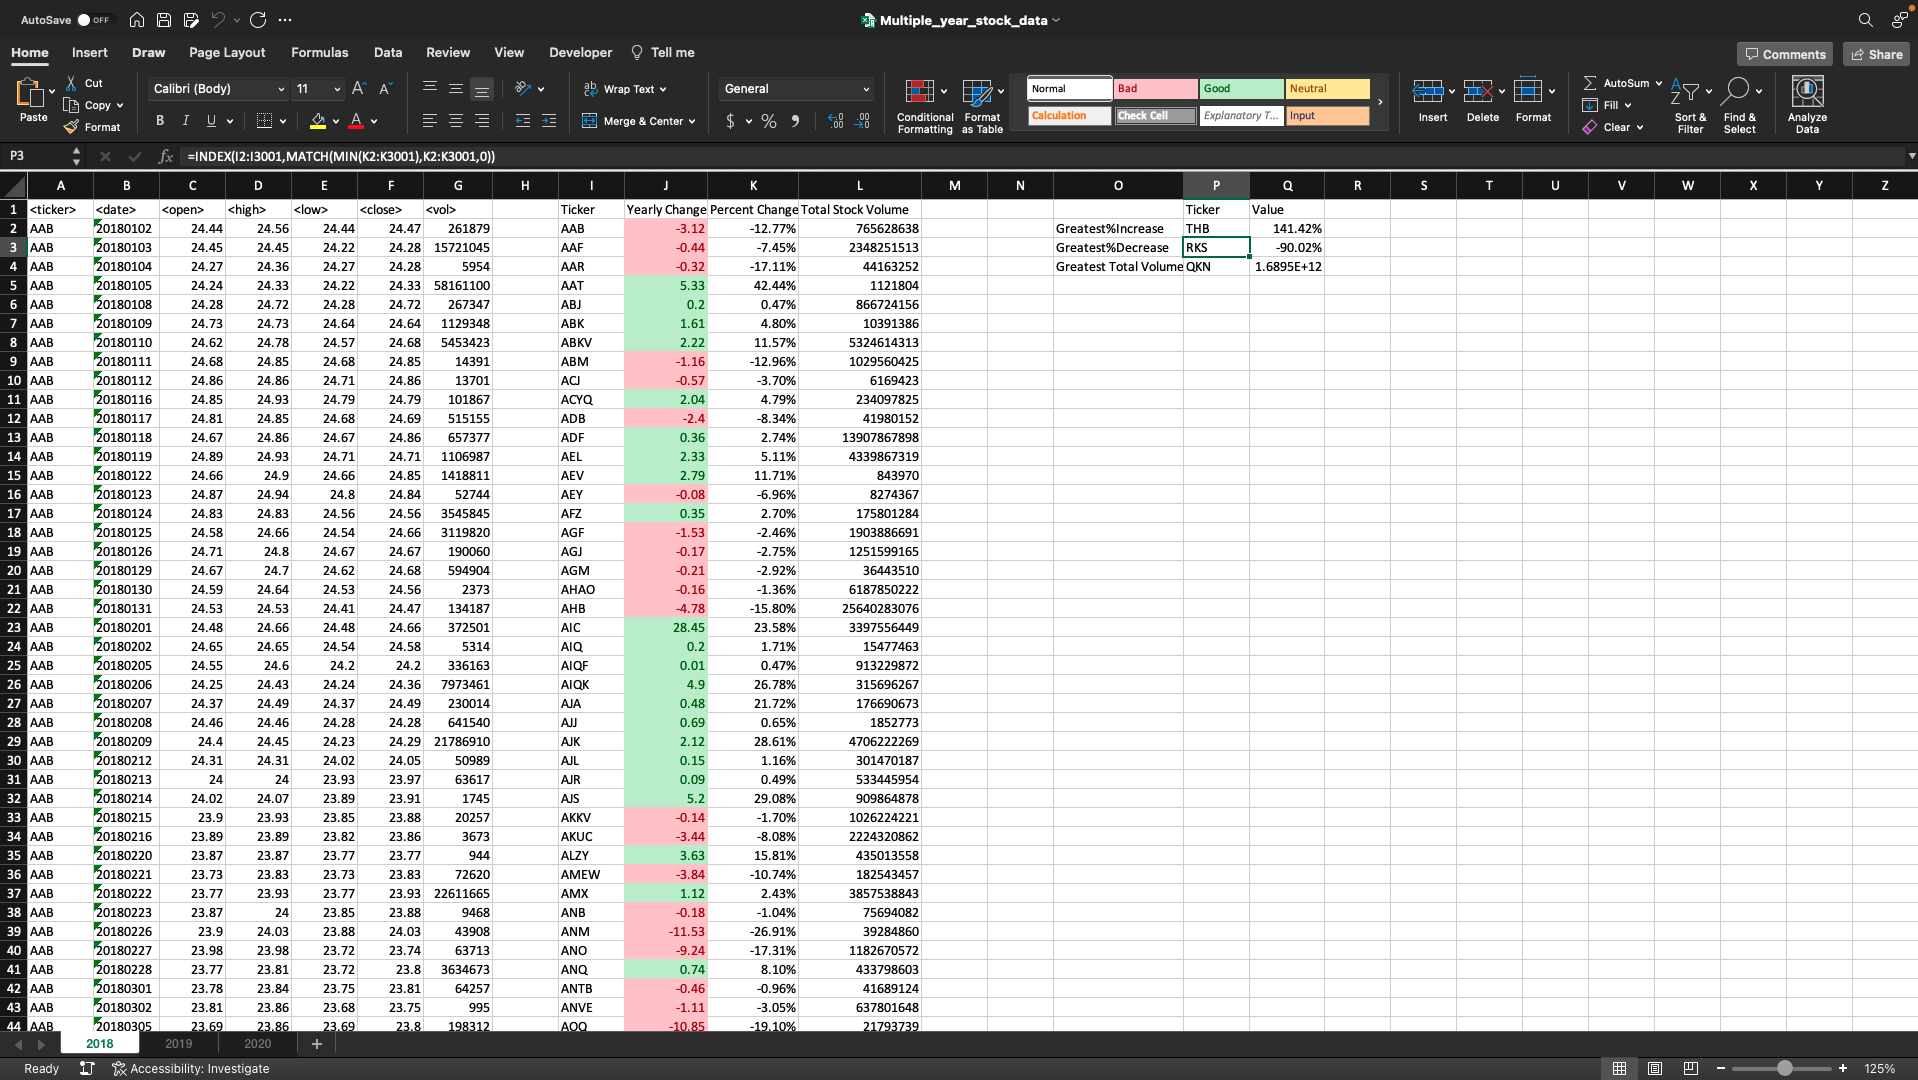 AutoSave OFF ... Multiple_year_stock_data
Home Insert Draw Page Layout Formulas Data Review View Developer Tell me Comments Share
Paste Cut Copy Format
Calibri (Body) 11 A A
B I U A
ab Wrap Text
Merge & Center
General
$ % 9
Conditional Formatting Format as Table
Normal Bad Good Neutral
Calculation Check Cell Explanatory T... Input
Insert Delete Format
AutoSum Fill Clear
Sort & Filter Find & Select Analyze Data
P3 fx =INDEX(I2:I3001,MATCH(MIN(K2:K3001),K2:K3001,0))
A B C D E F G H I J K L M N O P Q R S T U V W X Y Z
1 <ticker> <date> <open> <high> <low> <close> <vol> Ticker Yearly Change Percent Change Total Stock Volume Ticker Value
2 AAB 20180102 24.44 24.56 24.44 24.47 261879 AAB -3.12 -12.77% 765628638 Greatest%Increase THB 141.42%
3 AAB 20180103 24.45 24.45 24.22 24.28 15721045 AAF -0.44 -7.45% 2348251513 Greatest%Decrease RKS -90.02%
4 AAB 20180104 24.27 24.36 24.27 24.28 5954 AAR -0.32 -17.11% 44163252 Greatest Total Volume QKN 1.6895E+12
5 AAB 20180105 24.24 24.33 24.22 24.33 58161100 AAT 5.33 42.44% 1121804
6 AAB 20180108 24.28 24.72 24.28 24.72 267347 ABJ 0.2 0.47% 866724156
7 AAB 20180109 24.73 24.73 24.64 24.64 1129348 ABK 1.61 4.80% 10391386
8 AAB 20180110 24.62 24.78 24.57 24.68 5453423 ABKV 2.22 11.57% 5324614313
9 AAB 20180111 24.68 24.85 24.68 24.85 14391 ABM -1.16 -12.96% 1029560425
10 AAB 20180112 24.86 24.86 24.71 24.86 13701 ACJ -0.57 -3.70% 6169423
11 AAB 20180116 24.85 24.93 24.79 24.79 101867 ACYQ 2.04 4.79% 234097825
12 AAB 20180117 24.81 24.85 24.68 24.69 515155 ADB -2.4 -8.34% 41980152
13 AAB 20180118 24.67 24.86 24.67 24.86 657377 ADF 0.36 2.74% 13907867898
14 AAB 20180119 24.89 24.93 24.71 24.71 1106987 AEL 2.33 5.11% 4339867319
15 AAB 20180122 24.66 24.9 24.66 24.85 1418811 AEV 2.79 11.71% 843970
16 AAB 20180123 24.87 24.94 24.8 24.84 52744 AEY -0.08 -6.96% 8274367
17 AAB 20180124 24.83 24.83 24.56 24.56 3545845 AFZ 0.35 2.70% 175801284
18 AAB 20180125 24.58 24.66 24.54 24.66 3119820 AGF -1.53 -2.46% 1903886691
19 AAB 20180126 24.71 24.8 24.67 24.67 190060 AGJ -0.17 -2.75% 1251599165
20 AAB 20180129 24.67 24.7 24.62 24.68 594904 AGM -0.21 -2.92% 36443510
21 AAB 20180130 24.59 24.64 24.53 24.56 2373 AHAO -0.16 -1.36% 6187850222
22 AAB 20180131 24.53 24.53 24.41 24.47 134187 AHB -4.78 -15.80% 25640283076
23 AAB 20180201 24.48 24.66 24.48 24.66 372501 AIC 28.45 23.58% 3397556449
24 AAB 20180202 24.65 24.65 24.54 24.58 5314 AIQ 0.2 1.71% 15477463
25 AAB 20180205 24.55 24.6 24.2 24.2 336163 AIQF 0.01 0.47% 913229872
26 AAB 20180206 24.25 24.43 24.24 24.36 7973461 AIQK 4.9 26.78% 315696267
27 AAB 20180207 24.37 24.49 24.37 24.49 230014 AJA 0.48 21.72% 176690673
28 AAB 20180208 24.46 24.46 24.28 24.28 641540 AJJ 0.69 0.65% 1852773
29 AAB 20180209 24.4 24.45 24.23 24.29 21786910 AJK 2.12 28.61% 4706222269
30 AAB 20180212 24.31 24.31 24.02 24.05 50989 AJL 0.15 1.16% 301470187
31 AAB 20180213 24 24 23.93 23.97 63617 AJR 0.09 0.49% 533445954
32 AAB 20180214 24.02 24.07 23.89 23.91 1745 AJS 5.2 29.08% 909864878
33 AAB 20180215 23.9 23.93 23.85 23.88 20257 AKKV -0.14 -1.70% 1026224221
34 AAB 20180216 23.89 23.89 23.82 23.86 3673 AKUC -3.44 -8.08% 2224320862
35 AAB 20180220 23.87 23.87 23.77 23.77 944 ALZY 3.63 15.81% 435013558
36 AAB 20180221 23.73 23.83 23.73 23.83 72620 AMEW -3.84 -10.74% 182543457
37 AAB 20180222 23.77 23.93 23.77 23.93 22611665 AMX 1.12 2.43% 3857538843
38 AAB 20180223 23.87 24 23.85 23.88 9468 ANB -0.18 -1.04% 75694082
39 AAB 20180226 23.9 24.03 23.88 24.03 43908 ANM -11.53 -26.91% 39284860
40 AAB 20180227 23.98 23.98 23.72 23.74 63713 ANO -9.24 -17.31% 1182670572
41 AAB 20180228 23.77 23.81 23.72 23.8 3634673 ANQ 0.74 8.10% 433798603
42 AAB 20180301 23.78 23.84 23.75 23.81 64257 ANTB -0.46 -0.96% 41689124
43 AAB 20180302 23.81 23.86 23.68 23.75 995 ANVE -1.11 -3.05% 637801648
44 AAB 20180305 23.69 23.86 23.69 23.8 198312 AOQ -10.85 -19.10% 21793739
2018 2019 2020 +
Ready Accessibility: Investigate 125%